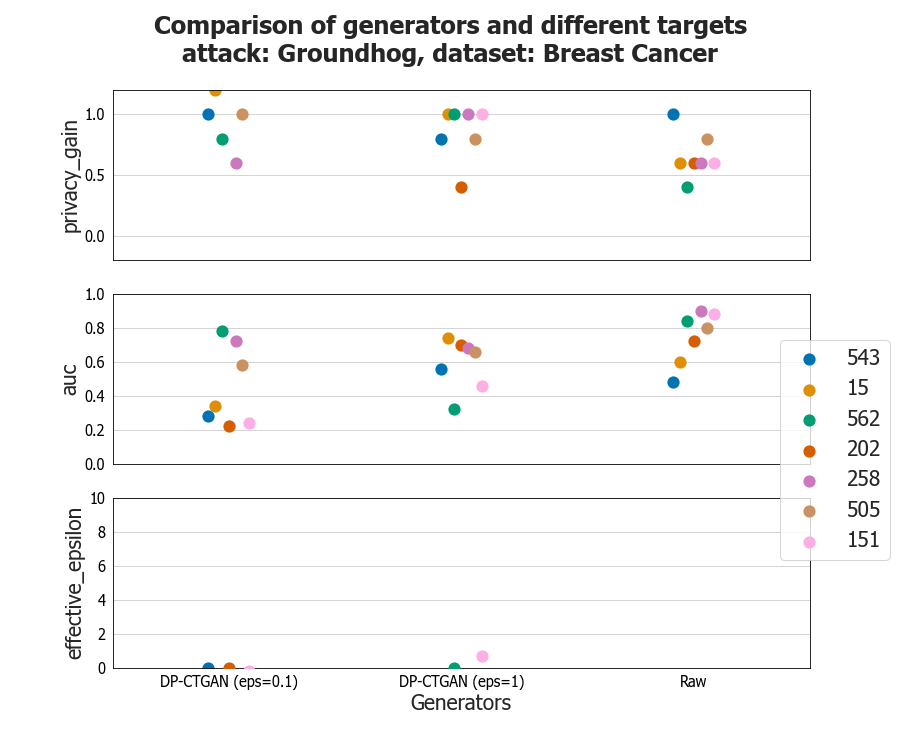 Comparison of generators and different targets
attack: Groundhog, dataset: Breast Cancer
privacy_gain
1.0
0.5
0.0
auc
1.0
0.8
0.6
0.4
0.2
0.0
effective_epsilon
10
8
6
4
2
0
543
15
562
202
258
505
151
DP-CTGAN (eps=0.1)
DP-CTGAN (eps=1)
Raw
Generators